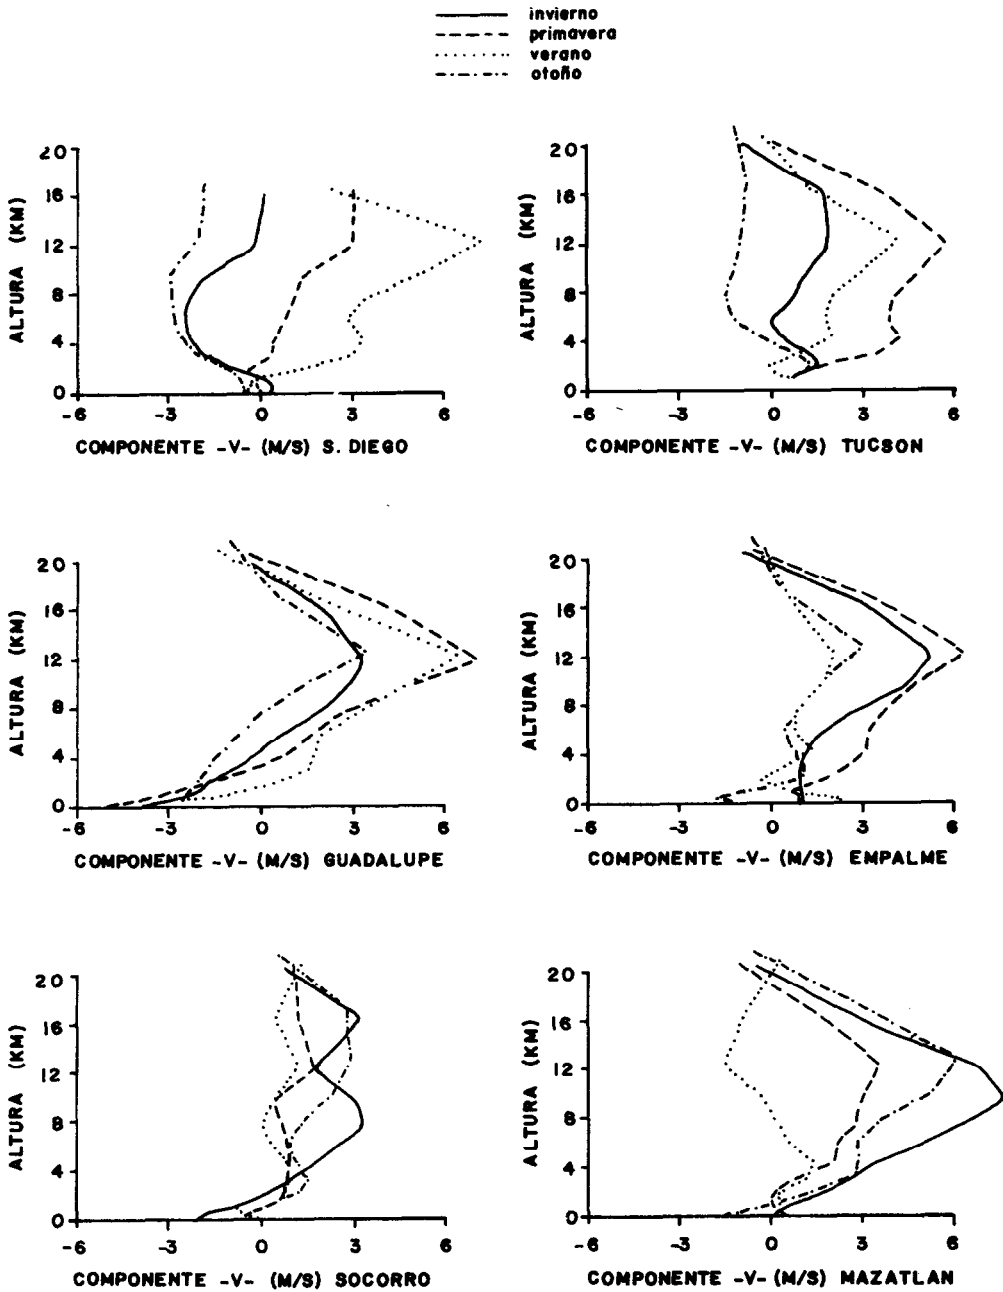 invierno
primavera
verano
otoño
20
16
12
8
4
0
ALTURA (KM)
-6 -3 0 3 6
COMPONENTE -V- (M/S) S. DIEGO
20
16
12
8
4
0
ALTURA (KM)
-6 -3 0 3 6
COMPONENTE -V- (M/S) TUCSON
20
16
12
8
4
0
ALTURA (KM)
-6 -3 0 3 6
COMPONENTE -V- (M/S) GUADALUPE
20
16
12
8
4
0
ALTURA (KM)
-6 -3 0 3 6
COMPONENTE -V- (M/S) EMPALME
20
16
12
8
4
0
ALTURA (KM)
-6 -3 0 3 6
COMPONENTE -V- (M/S) SOCORRO
20
16
12
8
4
0
ALTURA (KM)
-6 -3 0 3 6
COMPONENTE -V- (M/S) MAZATLAN